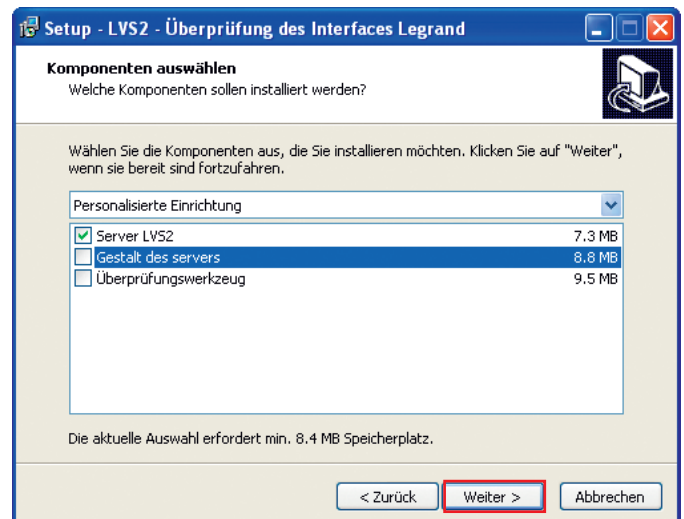 Setup - LVS2 - Überprüfung des Interfaces Legrand
Komponenten auswählen
Welche Komponenten sollen installiert werden?
Wählen Sie die Komponenten aus, die Sie installieren möchten. Klicken Sie auf "Weiter",
wenn sie bereit sind fortzufahren.
Personalisierte Einrichtung
Server LVS2 7.3 MB
Gestalt des servers 8.8 MB
Überprüfungswerkzeug 9.5 MB
Die aktuelle Auswahl erfordert min. 8.4 MB Speicherplatz.
< Zurück Weiter > Abbrechen